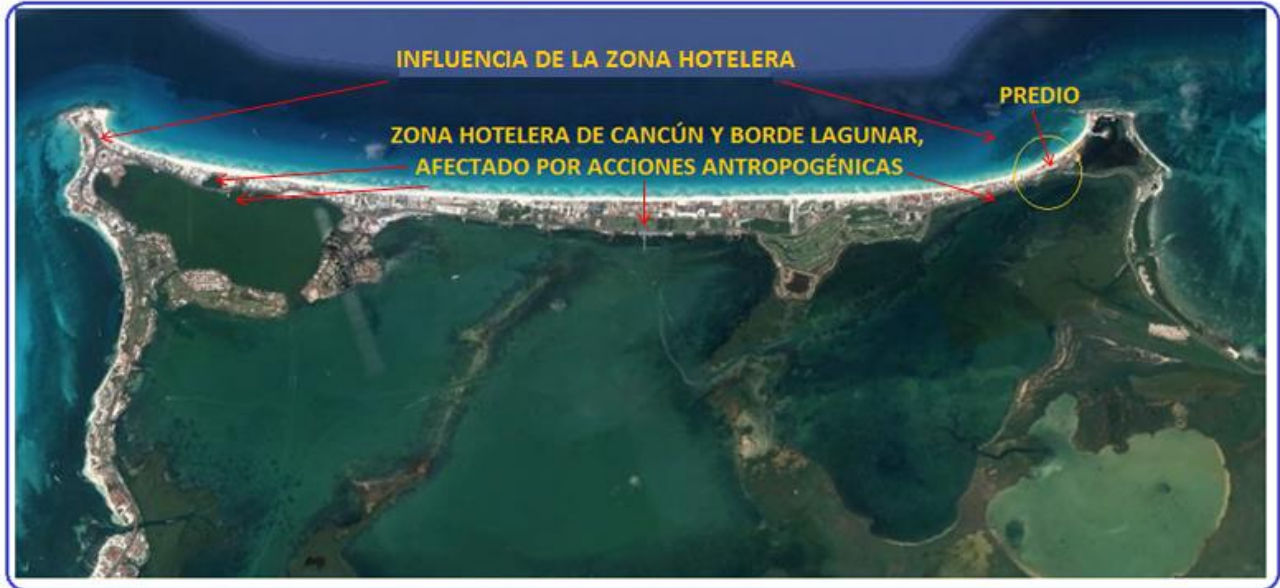 INFLUENCIA DE LA ZONA HOTELERA
PREDIO
ZONA HOTELERA DE CANCÚN Y BORDE LAGUNAR,
AFECTADO POR ACCIONES ANTROPOGÉNICAS